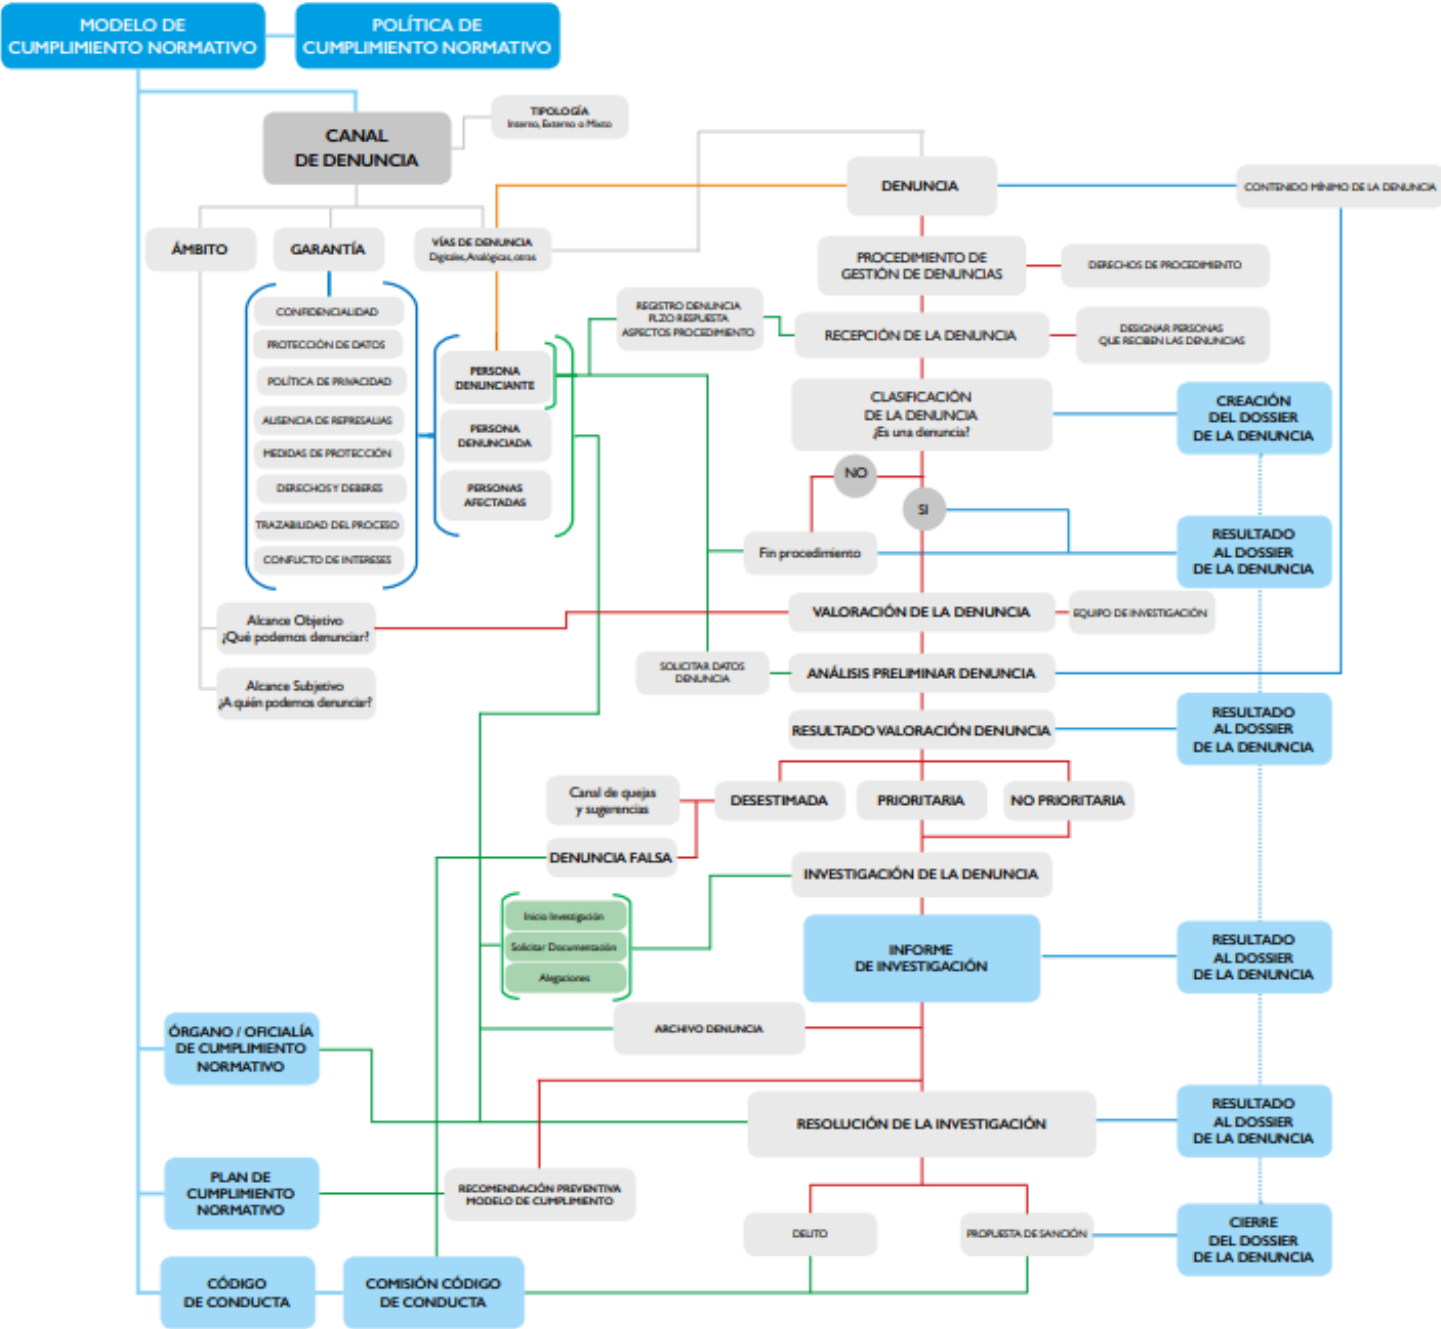 MODELO DE
CUMPLIMIENTO NORMATIVO
POLÍTICA DE
CUMPLIMIENTO NORMATIVO
CANAL
DE DENUNCIA
TIPOLOGÍA
Interno, Externo o Mixto
DENUNCIA
CONTENIDO MÍNIMO DE LA DENUNCIA
ÁMBITO
GARANTÍA
VÍAS DE DENUNCIA
Digitales, Analógicas, otras
PROCEDIMIENTO DE
GESTIÓN DE DENUNCIAS
DERECHOS DE PROCEDIMIENTO
CONFIDENCIALIDAD
PROTECCIÓN DE DATOS
POLÍTICA DE PRIVACIDAD
AUSENCIA DE REPRESALIAS
MEDIDAS DE PROTECCIÓN
DERECHOS Y DEBERES
TRAZABILIDAD DEL PROCESO
CONFLICTO DE INTERESES
PERSONA
DENUNCIANTE
PERSONA
DENUNCIADA
PERSONAS
AFECTADAS
REGISTRO DENUNCIA
PLZO RESPUESTA
ASPECTOS PROCEDIMIENTO
RECEPCIÓN DE LA DENUNCIA
DESIGNAR PERSONAS
QUE RECIBEN LAS DENUNCIAS
CLASIFICACIÓN
DE LA DENUNCIA
¿Es una denuncia?
CREACIÓN
DEL DOSSIER
DE LA DENUNCIA
NO
SI
Fin procedimiento
RESULTADO
AL DOSSIER
DE LA DENUNCIA
Alcance Objetivo
¿Qué podemos denunciar?
VALORACIÓN DE LA DENUNCIA
EQUIPO DE INVESTIGACIÓN
Alcance Subjetivo
¿A quién podemos denunciar?
SOLICITAR DATOS
DENUNCIA
ANÁLISIS PRELIMINAR DENUNCIA
RESULTADO VALORACIÓN DENUNCIA
RESULTADO
AL DOSSIER
DE LA DENUNCIA
Canal de quejas
y sugerencias
DESESTIMADA
PRIORITARIA
NO PRIORITARIA
DENUNCIA FALSA
INVESTIGACIÓN DE LA DENUNCIA
Inicio Investigación
Solicitar Documentación
Alegaciones
INFORME
DE INVESTIGACIÓN
RESULTADO
AL DOSSIER
DE LA DENUNCIA
ARCHIVO DENUNCIA
ÓRGANO / OFICIALÍA
DE CUMPLIMIENTO
NORMATIVO
RESOLUCIÓN DE LA INVESTIGACIÓN
RESULTADO
AL DOSSIER
DE LA DENUNCIA
PLAN DE
CUMPLIMIENTO
NORMATIVO
RECOMENDACIÓN PREVENTIVA
MODELO DE CUMPLIMIENTO
DELITO
PROPUESTA DE SANCIÓN
CIERRE
DEL DOSSIER
DE LA DENUNCIA
CÓDIGO
DE CONDUCTA
COMISIÓN CÓDIGO
DE CONDUCTA